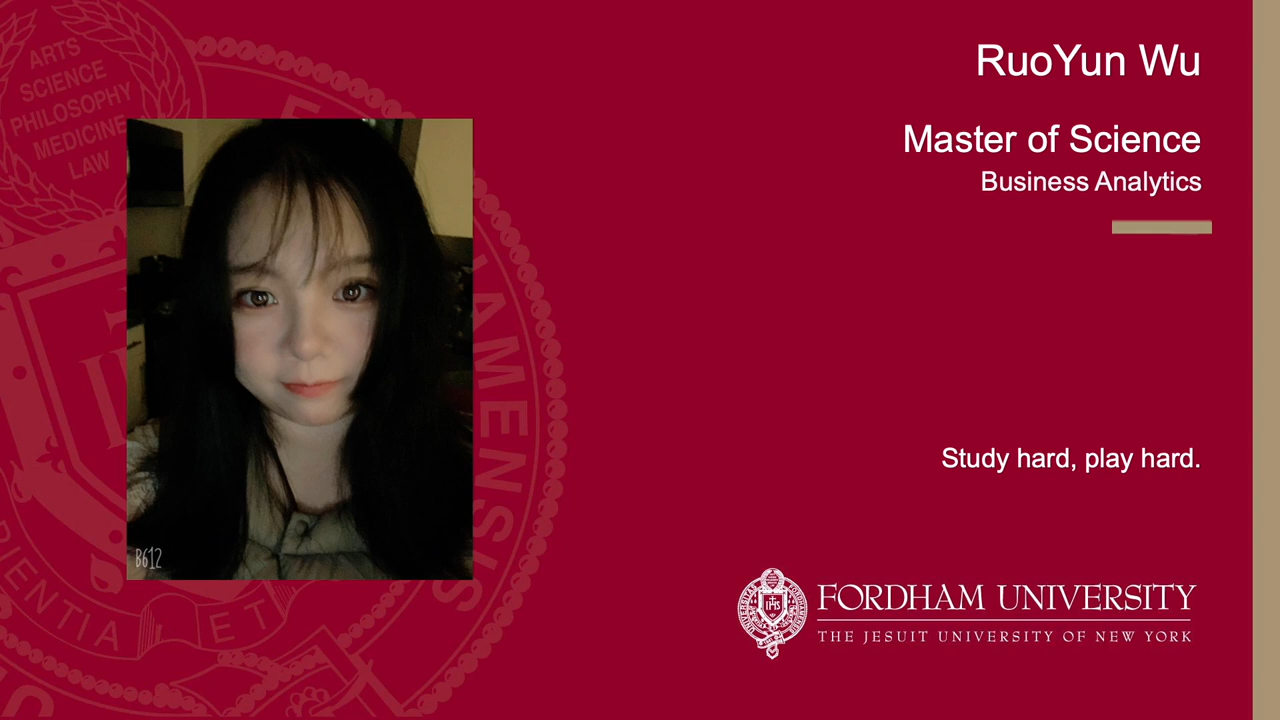 RuoYun Wu
Master of Science
Business Analytics
Study hard, play hard.
FORDHAM UNIVERSITY
THE JESUIT UNIVERSITY OF NEW YORK
ARTS
SCIENCE
PHILOSOPHY
MEDICINE
LAW
B612
ET